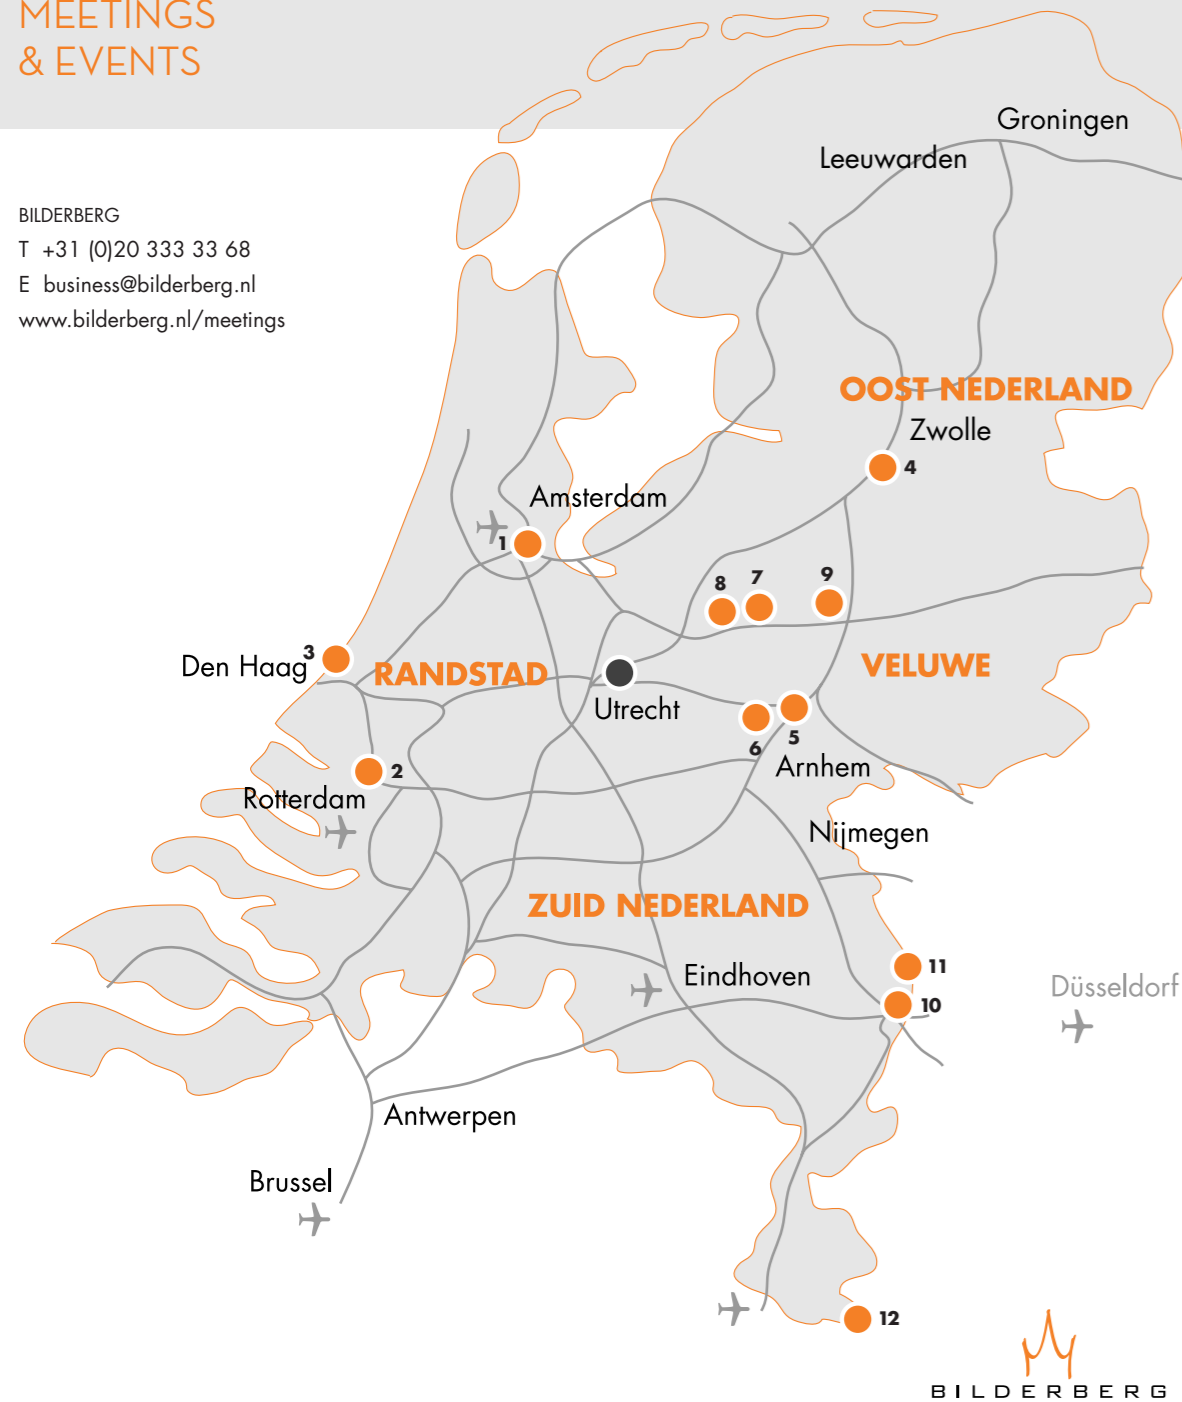 MEETINGS
& EVENTS
BILDERBERG
T +31 (0)20 333 33 68
E business@bilderberg.nl
www.bilderberg.nl/meetings
Groningen
Leeuwarden
OOST NEDERLAND
Zwolle
4
Amsterdam
1
8
7
9
3
Den Haag
RANDSTAD
VELUWE
Utrecht
6
5
Arnhem
2
Rotterdam
Nijmegen
ZUID NEDERLAND
11
Eindhoven
10
Düsseldorf
Antwerpen
Brussel
12
BILDERBERG